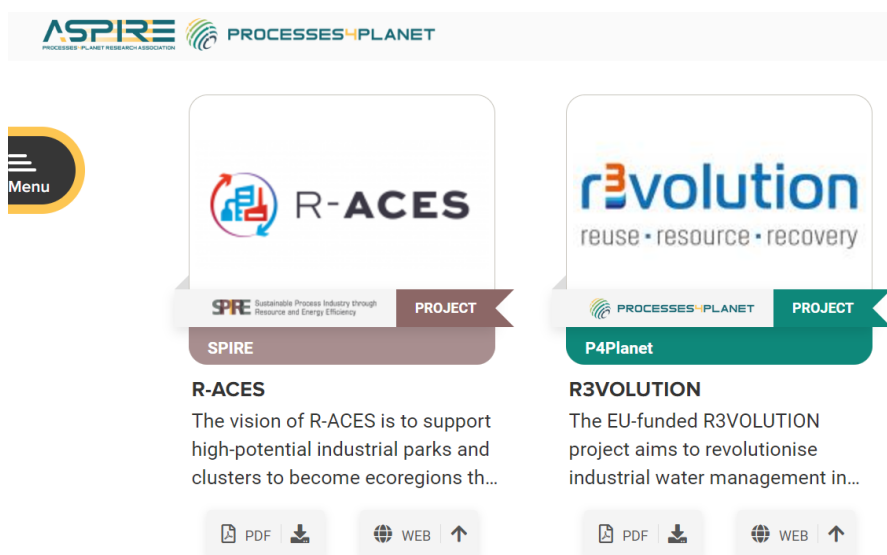 ASPIRE
PROCESSES4PLANET RESEARCH ASSOCIATION
PROCESSES4PLANET
Menu
R-ACES
SPIRE Sustainable Process Industry through
Resource and Energy Efficiency
PROJECT
SPIRE
R-ACES
The vision of R-ACES is to support
high-potential industrial parks and
clusters to become ecoregions th...
PDF
WEB
r3volution
reuse • resource • recovery
PROCESSES4PLANET
PROJECT
P4Planet
R3VOLUTION
The EU-funded R3VOLUTION
project aims to revolutionise
industrial water management in...
PDF
WEB